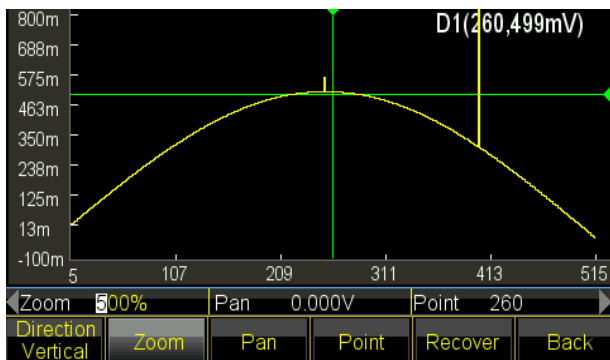 800m
D1(260,499mV)
688m
575m
463m
350m
238m
125m
13m
-100m
5 107 209 311 413 515
Zoom 500% Pan 0.000V Point 260
Direction
Vertical
Zoom Pan Point Recover Back